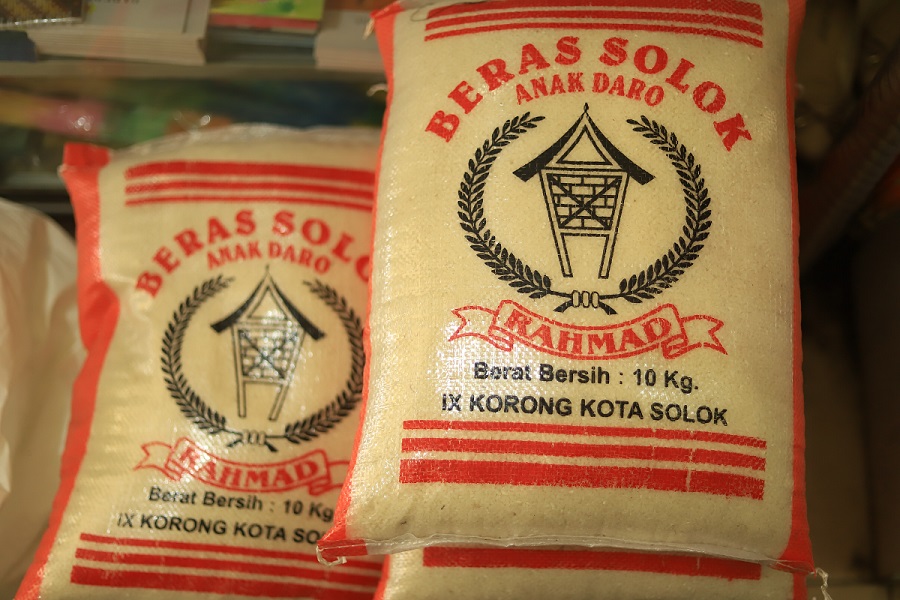 BERAS SOLOK
ANAK DARO
RAHMAD
Berat Bersih : 10 Kg.
IX KORONG KOTA SOLOK
BERAS SOLO
ANAK DARO
RAHMAD
Berat Bersih : 10 Kg
IX KORONG KOTA SO